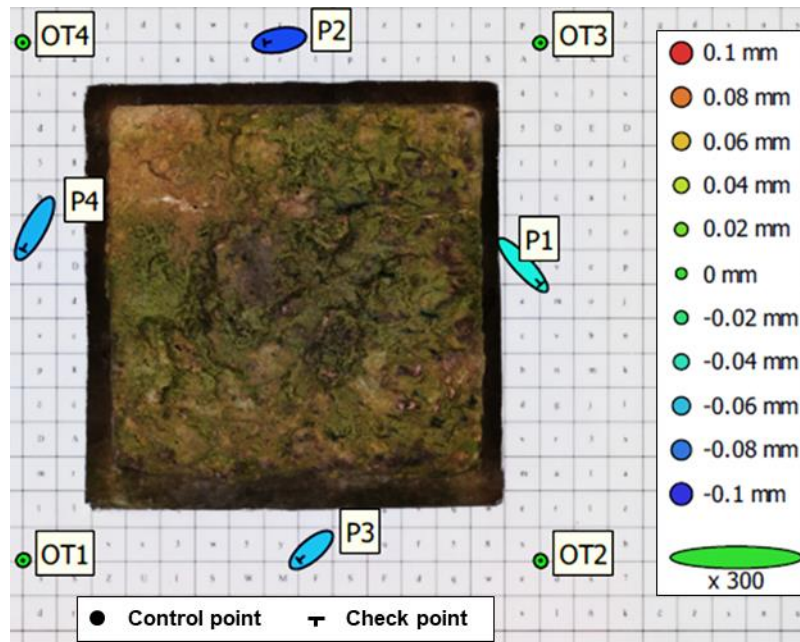 OT4
P2
OT3
P4
P1
OT1
P3
OT2
0.1 mm
0.08 mm
0.06 mm
0.04 mm
0.02 mm
0 mm
-0.02 mm
-0.04 mm
-0.06 mm
-0.08 mm
-0.1 mm
x 300
Control point
Check point